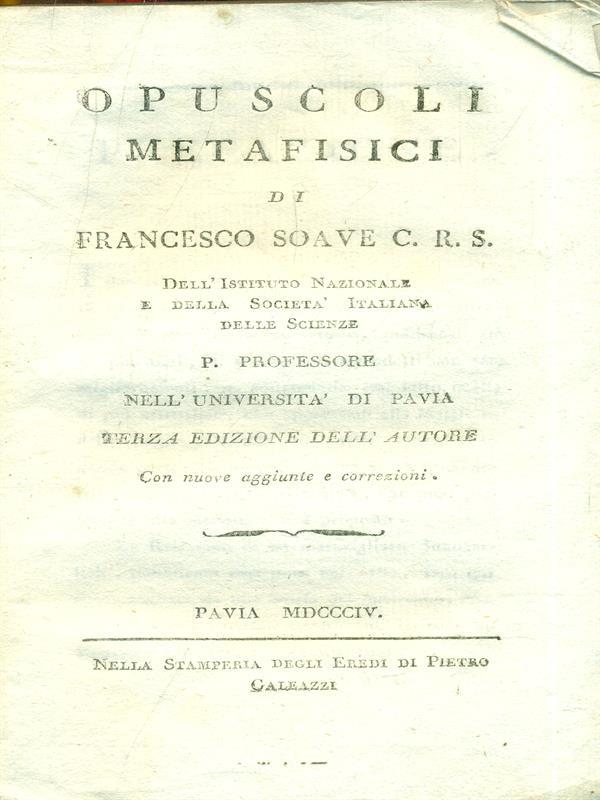 OPUSCOLI
METAFISICI
DI
FRANCESCO SOAVE C. R. S.
DELL'ISTITUTO NAZIONALE
E DELLA SOCIETA' ITALIANA
DELLE SCIENZE
P. PROFESSORE
NELL'UNIVERSITA' DI PAVIA
TERZA EDIZIONE DELL'AUTORE
Con nuove aggiunte e correzioni.
PAVIA MDCCCIV.
NELLA STAMPERIA DEGLI EREDI DI PIETRO
GALEAZZI